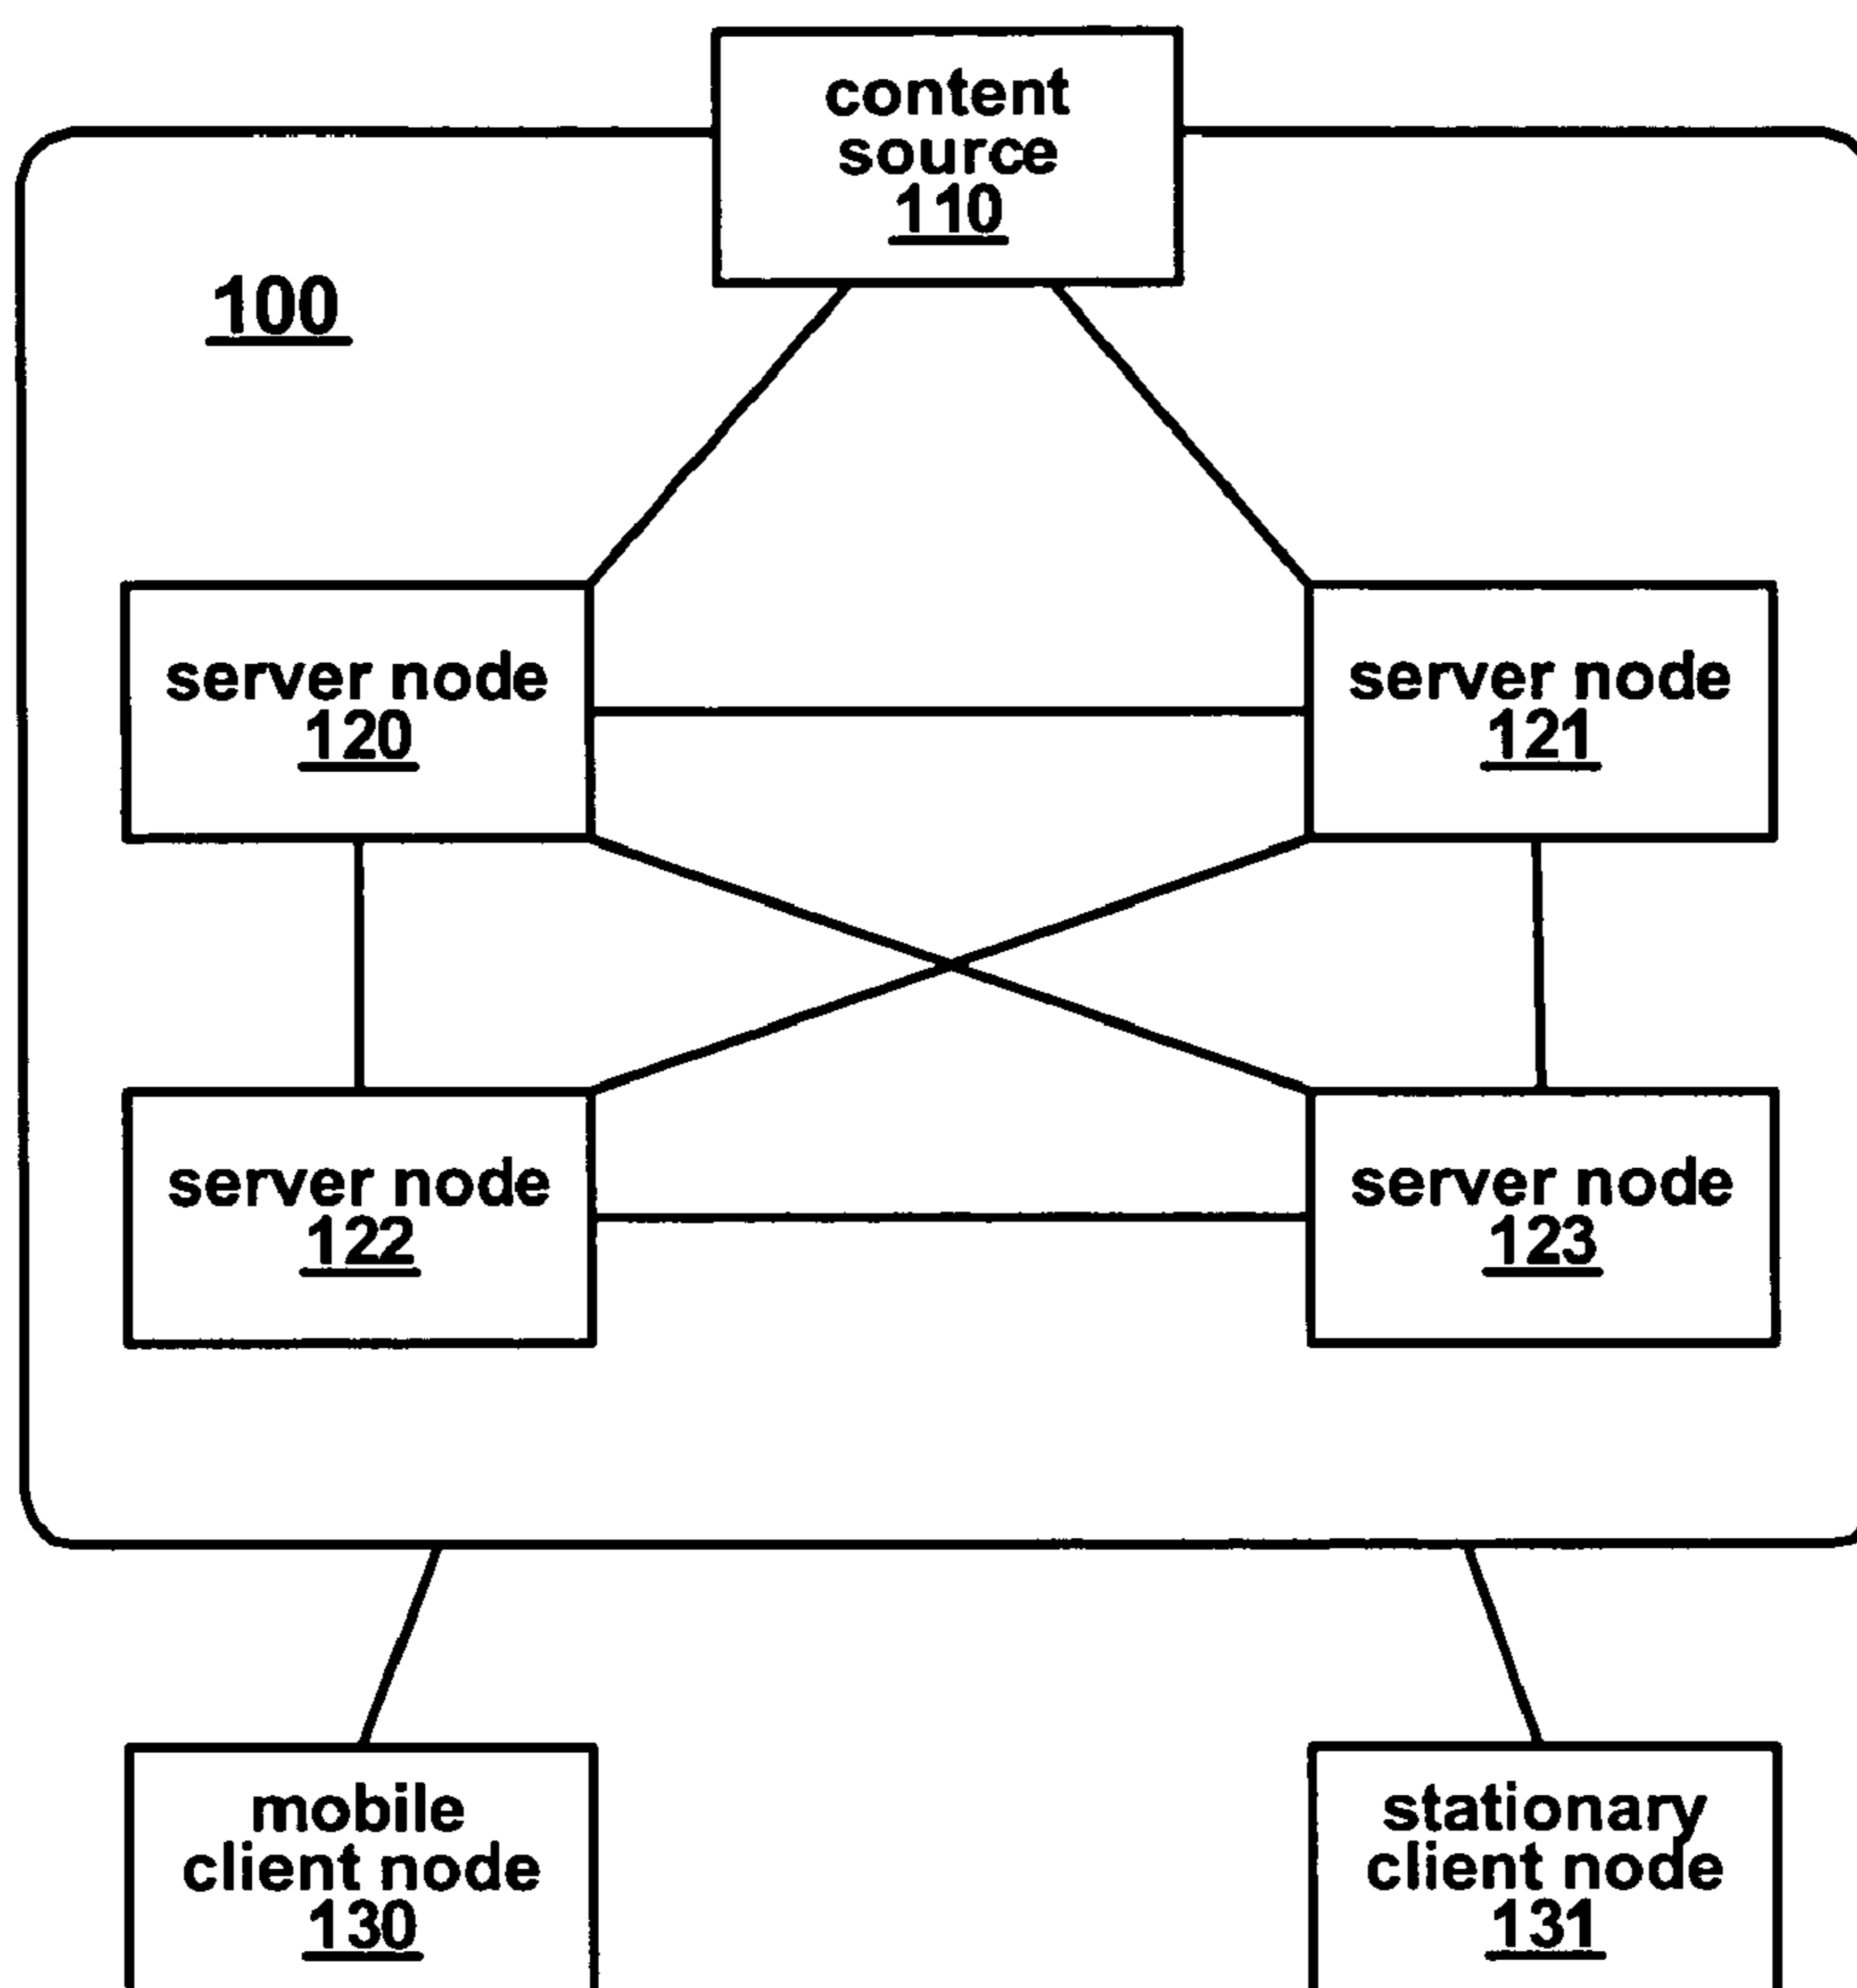 content
source
110
100
server node
120
server node
121
server node
122
server node
123
mobile
client node
130
stationary
client node
131